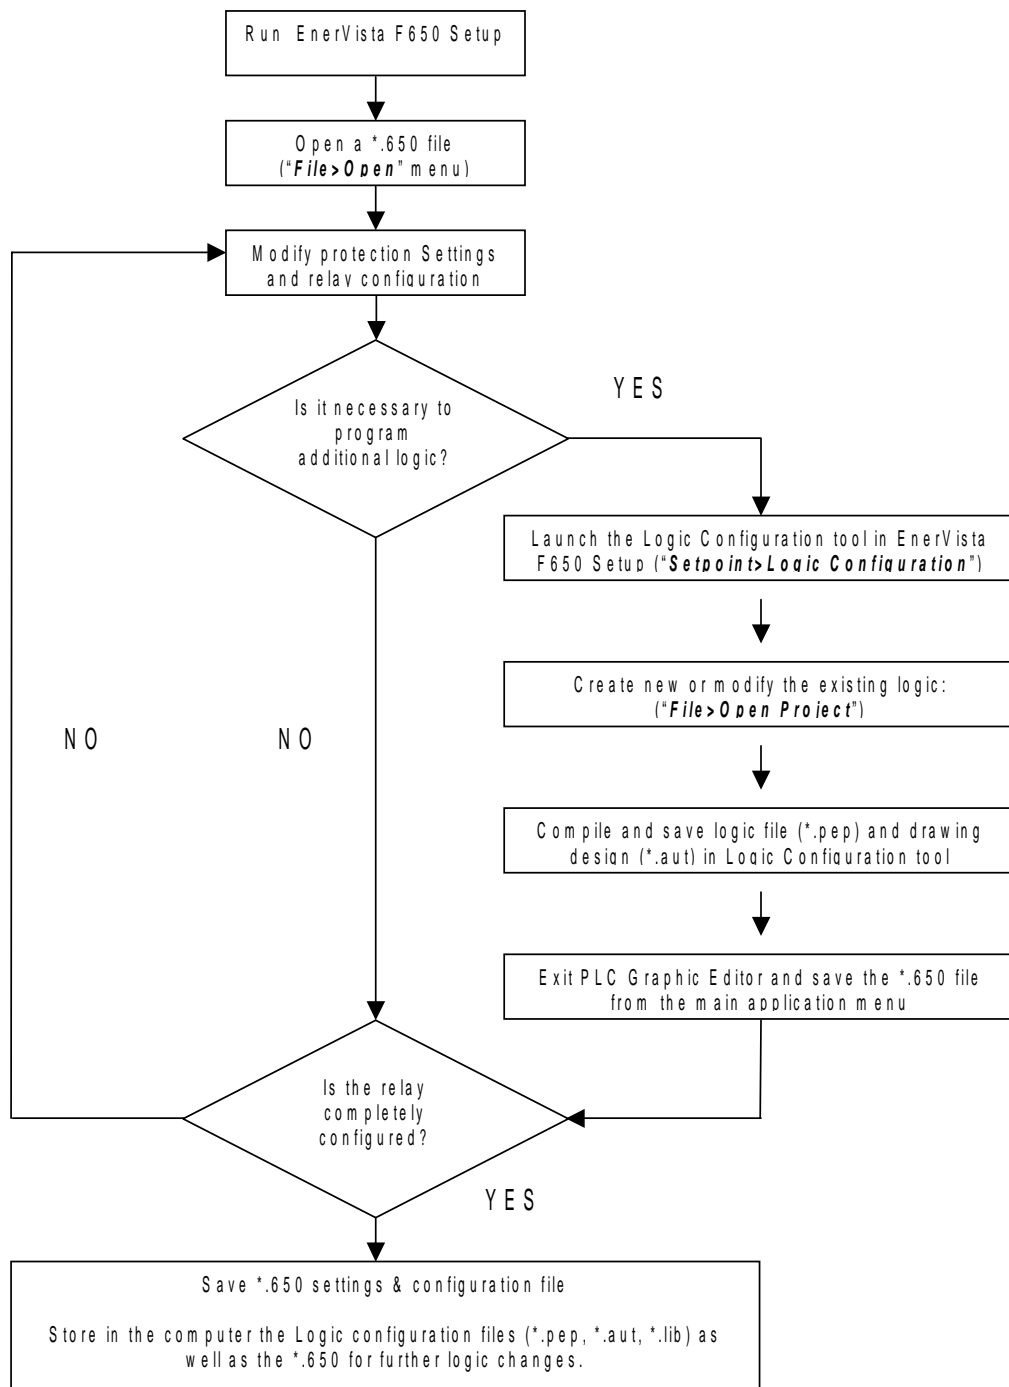 Run EnerVista F650 Setup
Open a *.650 file
("File>Open" menu)
Modify protection Settings
and relay configuration
Is it necessary to
program
additional logic?
YES
Launch the Logic Configuration tool in EnerVista
F650 Setup ("Setpoint>Logic Configuration")
Create new or modify the existing logic:
("File>Open Project")
NO
NO
Compile and save logic file (*.pep) and drawing
design (*.aut) in Logic Configuration tool
Exit PLC Graphic Editor and save the *.650 file
from the main application menu
Is the relay
completely
configured?
YES
Save *.650 settings & configuration file
Store in the computer the Logic configuration files (*.pep, *.aut, *.lib) as
well as the *.650 for further logic changes.